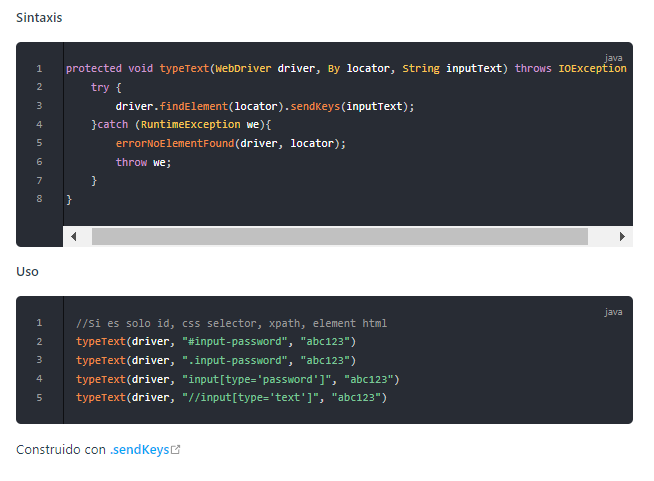 Sintaxis
java
1 protected void typeText(WebDriver driver, By locator, String inputText) throws IOException
2 try {
3 driver.findElement(locator).sendKeys(inputText);
4 }catch (RuntimeException we){
5 errorNoElementFound(driver, locator);
6 throw we;
7 }
8 }
Uso
java
1 //Si es solo id, css selector, xpath, element html
2 typeText(driver, "#input-password", "abc123")
3 typeText(driver, ".input-password", "abc123")
4 typeText(driver, "input[type='password']", "abc123")
5 typeText(driver, "//input[type='text']", "abc123")
Construido con .sendKeys